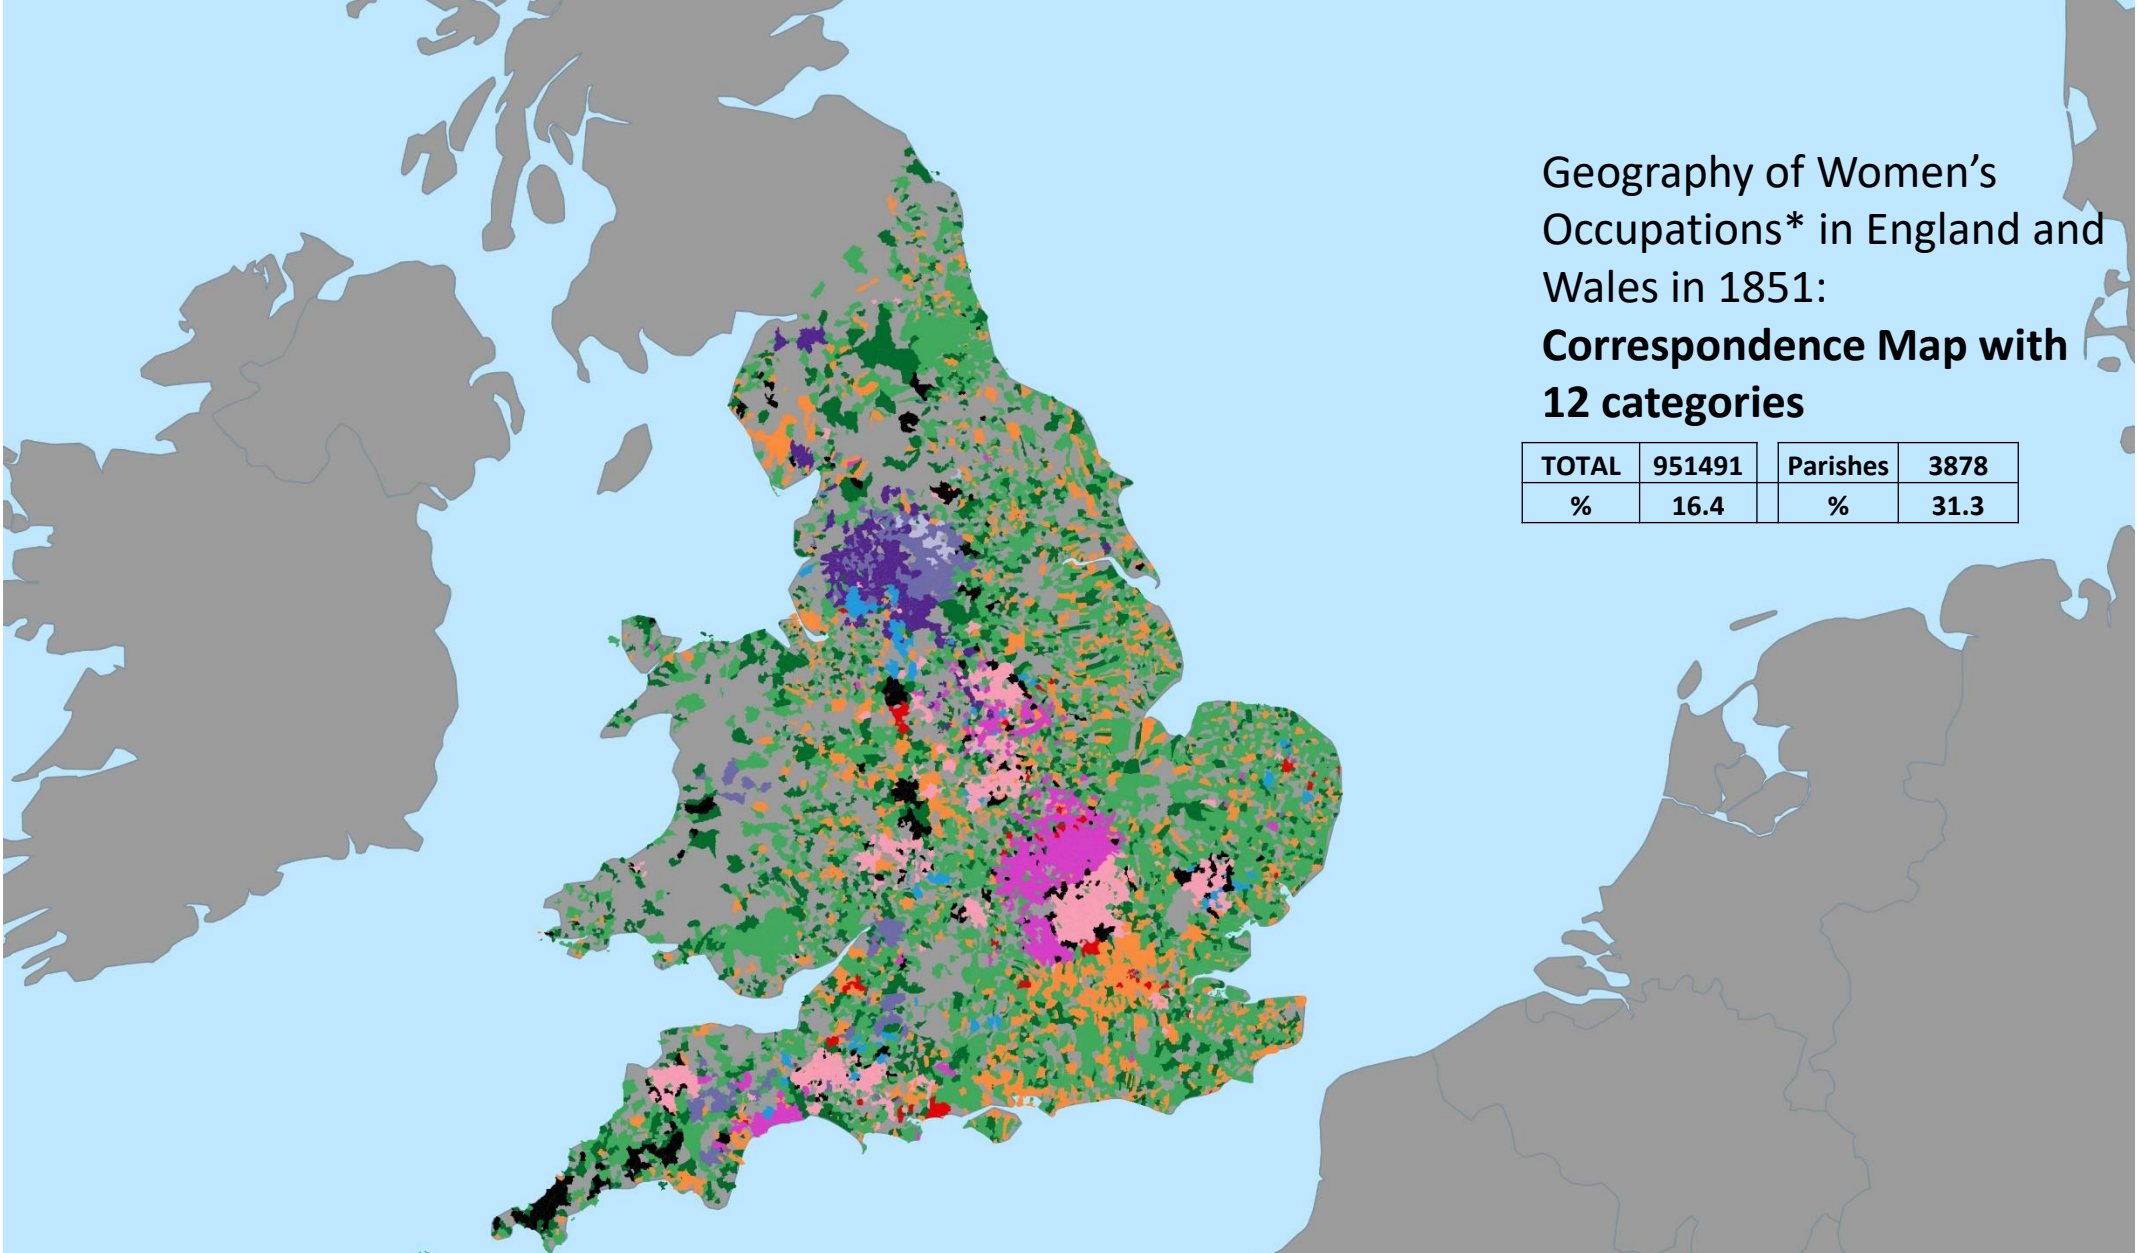 Geography of Women’s
Occupations* in England and
Wales in 1851:
Correspondence Map with
12 categories
TOTAL 951491 Parishes 3878
% 16.4 % 31.3